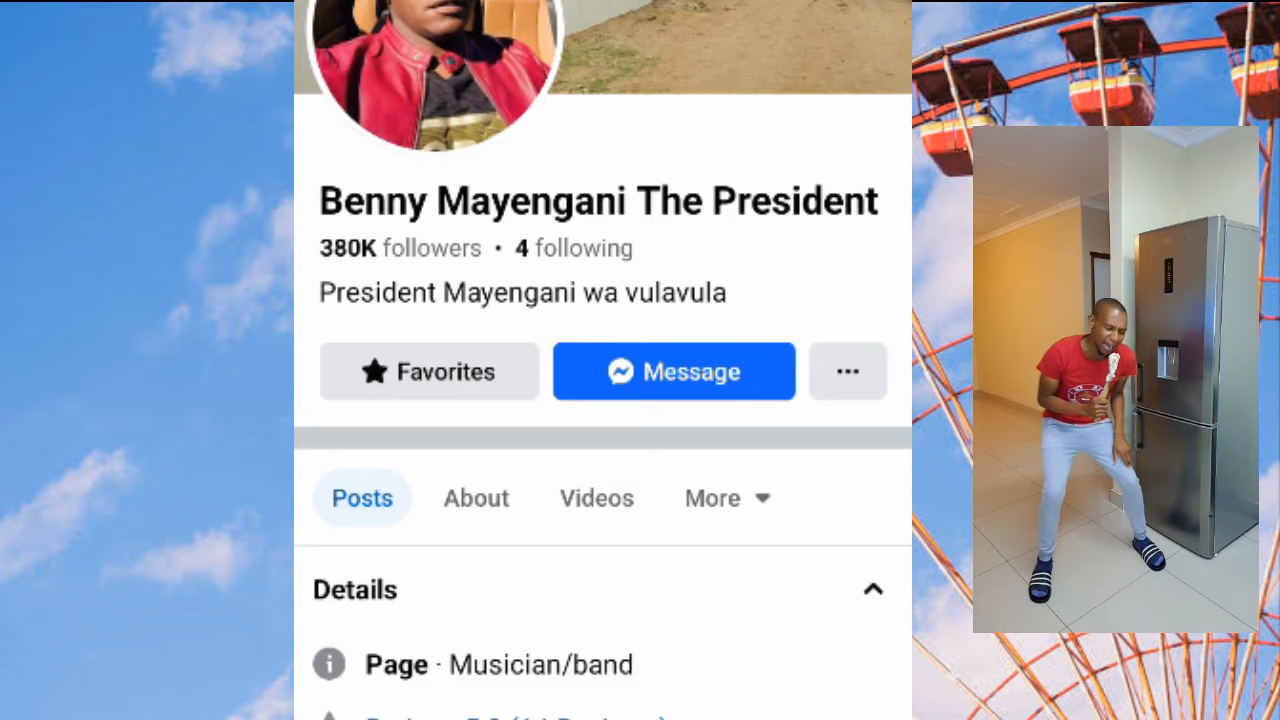 Benny Mayengani The President
380K followers • 4 following
President Mayengani wa vulavula
Favorites
Message
Posts
About
Videos
More
Details
Page · Musician/band